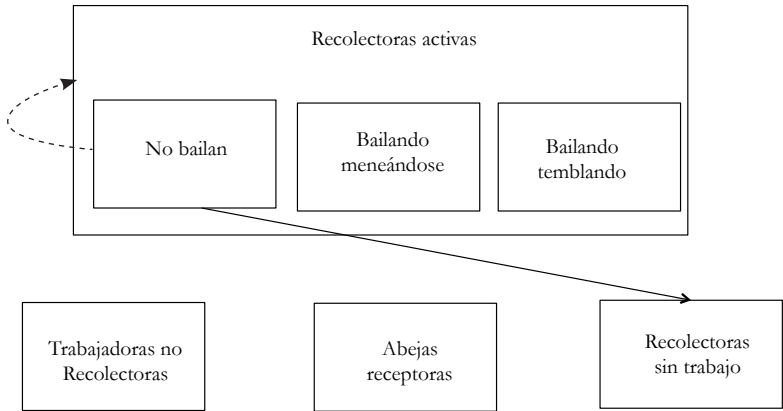 Recolectoras activas
No bailan
Bailando
meneándose
Bailando
temblando
Trabajadoras no
Recolectoras
Abejas
receptoras
Recolectoras
sin trabajo